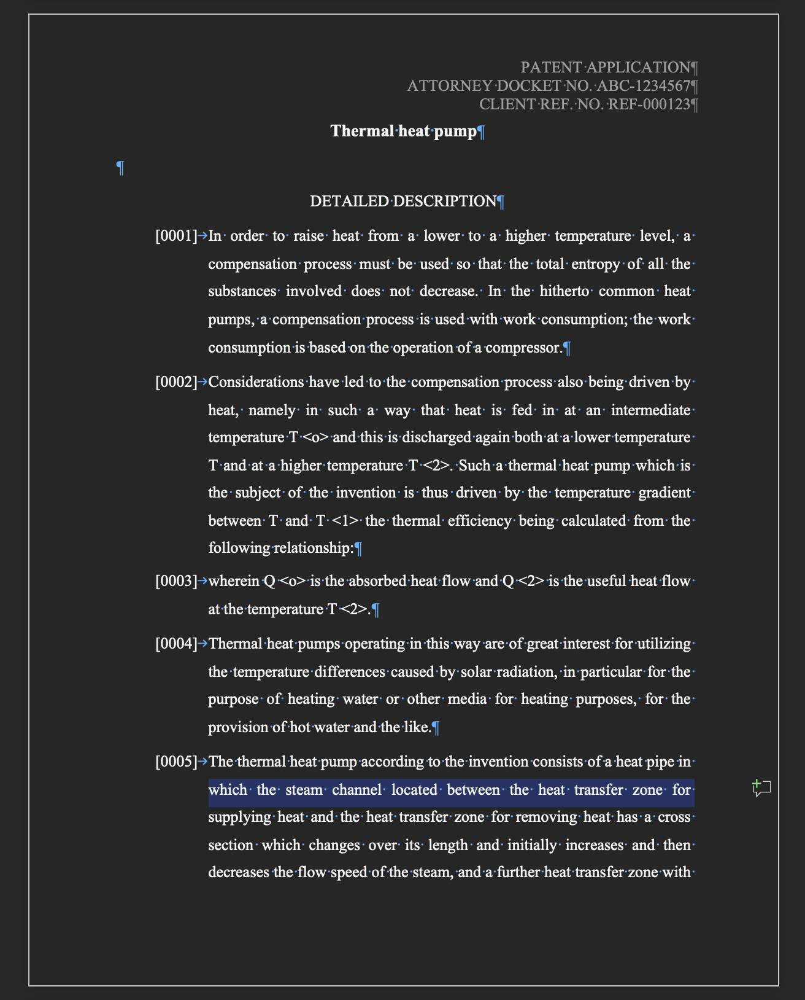 PATENT APPLICATION¶
ATTORNEY DOCKET NO. ABC-1234567¶
CLIENT REF. NO. REF-000123¶
Thermal heat pump¶
¶
DETAILED DESCRIPTION¶
[0001]→In order to raise heat from a lower to a higher temperature level, a
compensation process must be used so that the total entropy of all the
substances involved does not decrease. In the hitherto common heat
pumps, a compensation process is used with work consumption; the work
consumption is based on the operation of a compressor.¶
[0002]→Considerations have led to the compensation process also being driven by
heat, namely in such a way that heat is fed in at an intermediate
temperature T <o> and this is discharged again both at a lower temperature
T and at a higher temperature T <2>. Such a thermal heat pump which is
the subject of the invention is thus driven by the temperature gradient
between T and T <1> the thermal efficiency being calculated from the
following relationship:¶
[0003]→wherein Q <o> is the absorbed heat flow and Q <2> is the useful heat flow
at the temperature T <2>.¶
[0004]→Thermal heat pumps operating in this way are of great interest for utilizing
the temperature differences caused by solar radiation, in particular for the
purpose of heating water or other media for heating purposes, for the
provision of hot water and the like.¶
[0005]→The thermal heat pump according to the invention consists of a heat pipe in
which the steam channel located between the heat transfer zone for
supplying heat and the heat transfer zone for removing heat has a cross
section which changes over its length and initially increases and then
decreases the flow speed of the steam, and a further heat transfer zone with